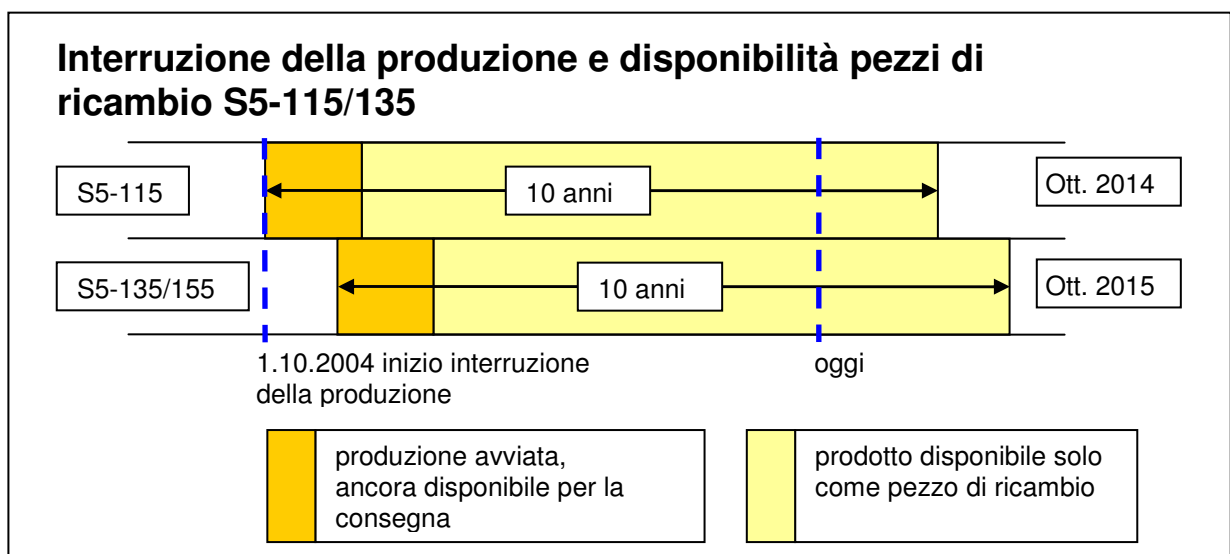 Interruzione della produzione e disponibilità pezzi di
ricambio S5-115/135
S5-115
10 anni
Ott. 2014
S5-135/155
10 anni
Ott. 2015
1.10.2004 inizio interruzione
della produzione
oggi
produzione avviata,
ancora disponibile per la
consegna
prodotto disponibile solo
come pezzo di ricambio